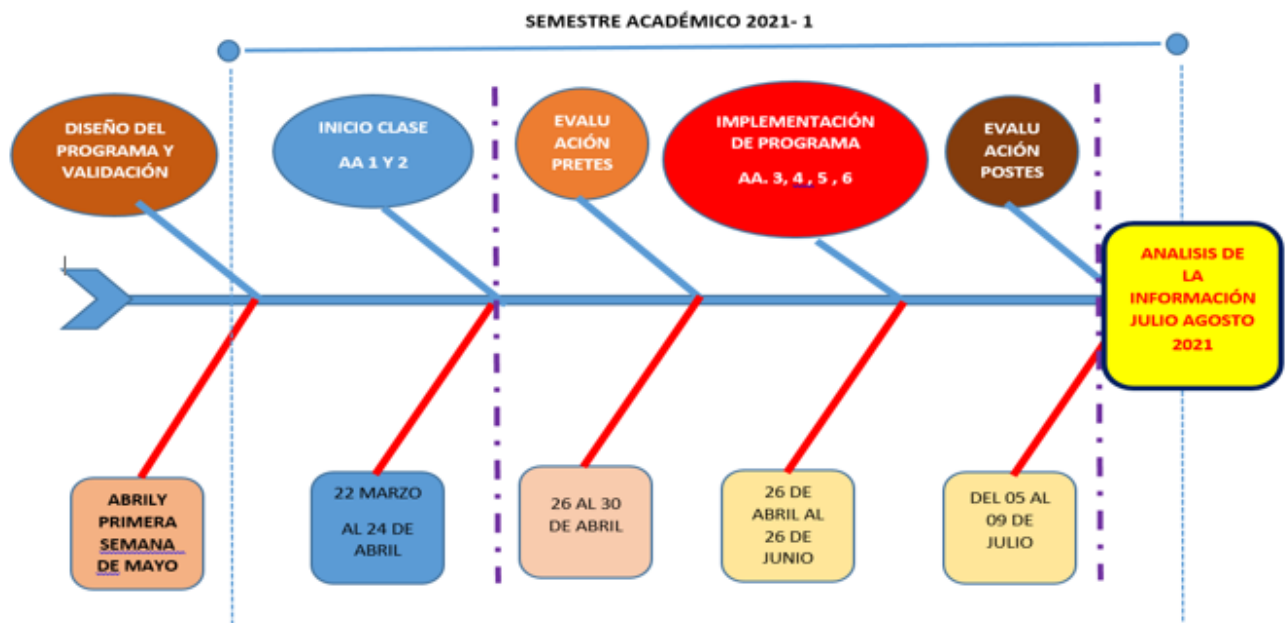 SEMESTRE ACADÉMICO 2021- 1
DISEÑO DEL
PROGRAMA Y
VALIDACIÓN
INICIO CLASE
AA 1 Y 2
EVALU
ACIÓN
PRETES
IMPLEMENTACIÓN
DE PROGRAMA
AA. 3, 4 , 5 , 6
EVALU
ACIÓN
POSTES
ANALISIS DE
LA
INFORMACIÓN
JULIO AGOSTO
2021
ABRILY
PRIMERA
SEMANA
DE MAYO
22 MARZO
AL 24 DE
ABRIL
26 AL 30
DE ABRIL
26 DE
ABRIL AL
26 DE
JUNIO
DEL 05 AL
09 DE
JULIO